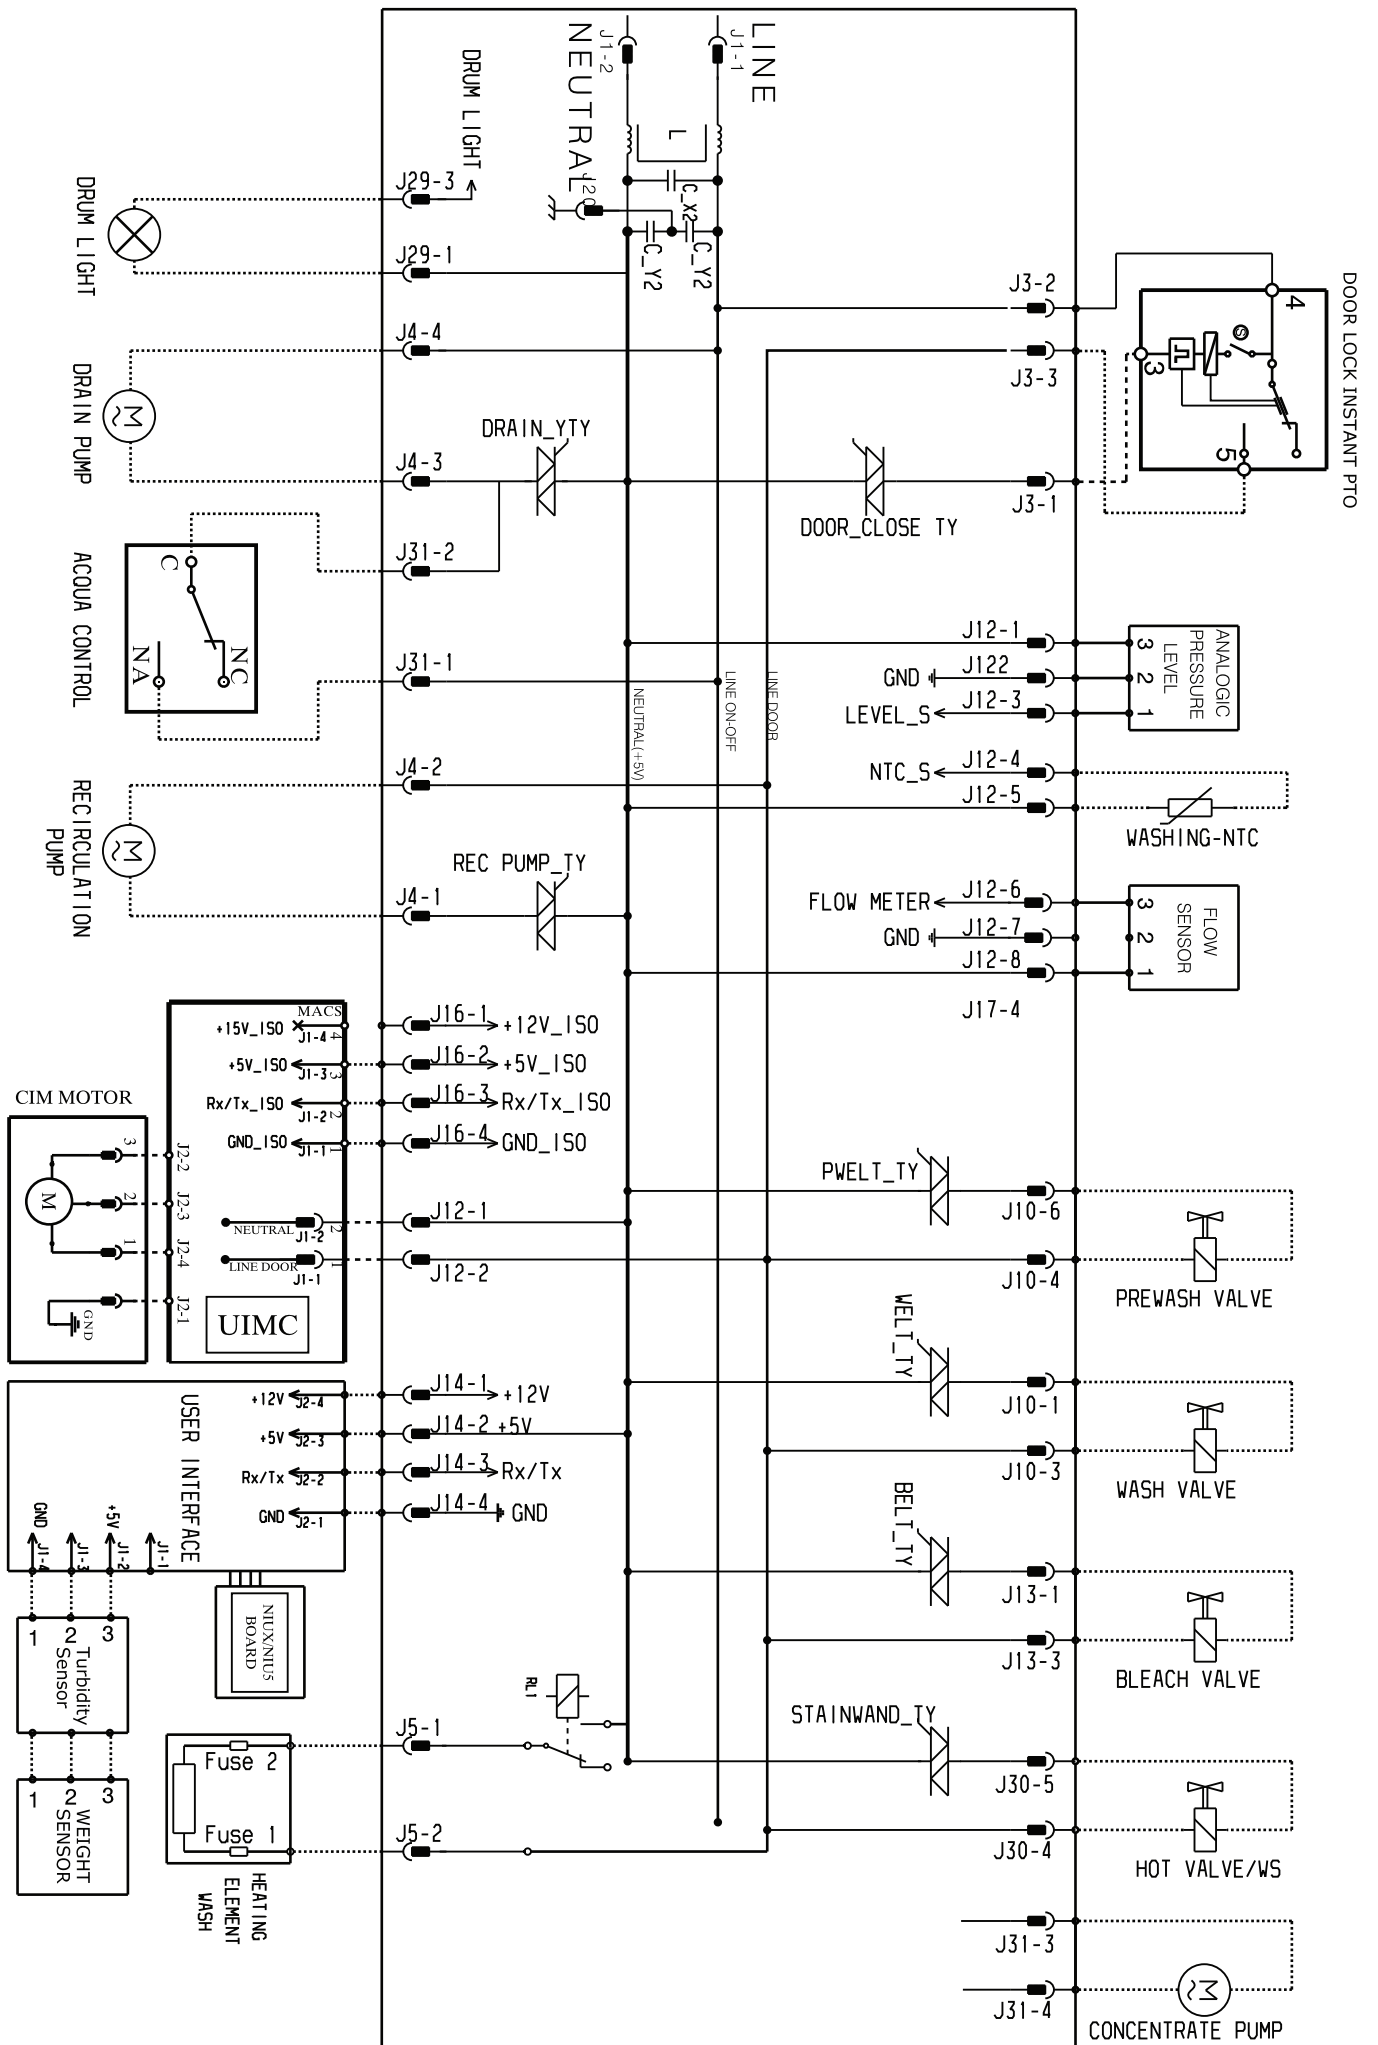 LINE
J1-1
J1-2
NEUTRAL
L
C_X2
J20
C_Y2
C_Y2
DRUM LIGHT
J29-3
DRUM LIGHT
J29-1
J4-4
DRAIN PUMP
M
J4-3
DRAIN_YTY
J31-2
ACQUA CONTROL
C
NC
NA
J31-1
J4-2
RECIRCULATION
PUMP
M
REC PUMP_TY
J4-1
NEUTRAL(+5V)
LINE ON-OFF
LINE DOOR
DOOR LOCK INSTANT PTO
4
S
3
5
J3-2
J3-3
J3-1
DOOR_CLOSE TY
J12-1
J122
GND
J12-3
LEVEL_S
ANALOGIC
PRESSURE
LEVEL
3
2
1
J12-4
NTC_S
J12-5
WASHING-NTC
J12-6
FLOW METER
J12-7
GND
J12-8
J17-4
FLOW
SENSOR
3
2
1
MACS
+15V_ISO
J1-4
4
J16-1
+12V_ISO
+5V_ISO
J1-3
3
J16-2
+5V_ISO
Rx/Tx_ISO
J1-2
2
J16-3
Rx/Tx_ISO
GND_ISO
J1-1
1
J16-4
GND_ISO
CIM MOTOR
M
3
2
1
GND
J2-2
J2-3
J2-4
J2-1
NEUTRAL
J1-2
2
J12-1
LINE DOOR
J1-1
1
J12-2
UIMC
PWELT_TY
J10-6
J10-4
PREWASH VALVE
WELT_TY
J10-1
J10-3
WASH VALVE
BELT_TY
J13-1
J13-3
BLEACH VALVE
STAINWAND_TY
J30-5
J30-4
HOT VALVE/WS
J31-3
J31-4
M
CONCENTRATE PUMP
USER INTERFACE
+12V
J2-4
J14-1
+12V
+5V
J2-3
J14-2
+5V
Rx/Tx
J2-2
J14-3
Rx/Tx
GND
J2-1
J14-4
GND
GND
J1-4
J1-3
+5V
J1-2
J1-1
NIUX/NIU5
BOARD
1
2
3
Turbidity
Sensor
1
2
3
WEIGHT
SENSOR
RL1
J5-1
Fuse 2
Fuse 1
J5-2
HEATING
ELEMENT
WASH